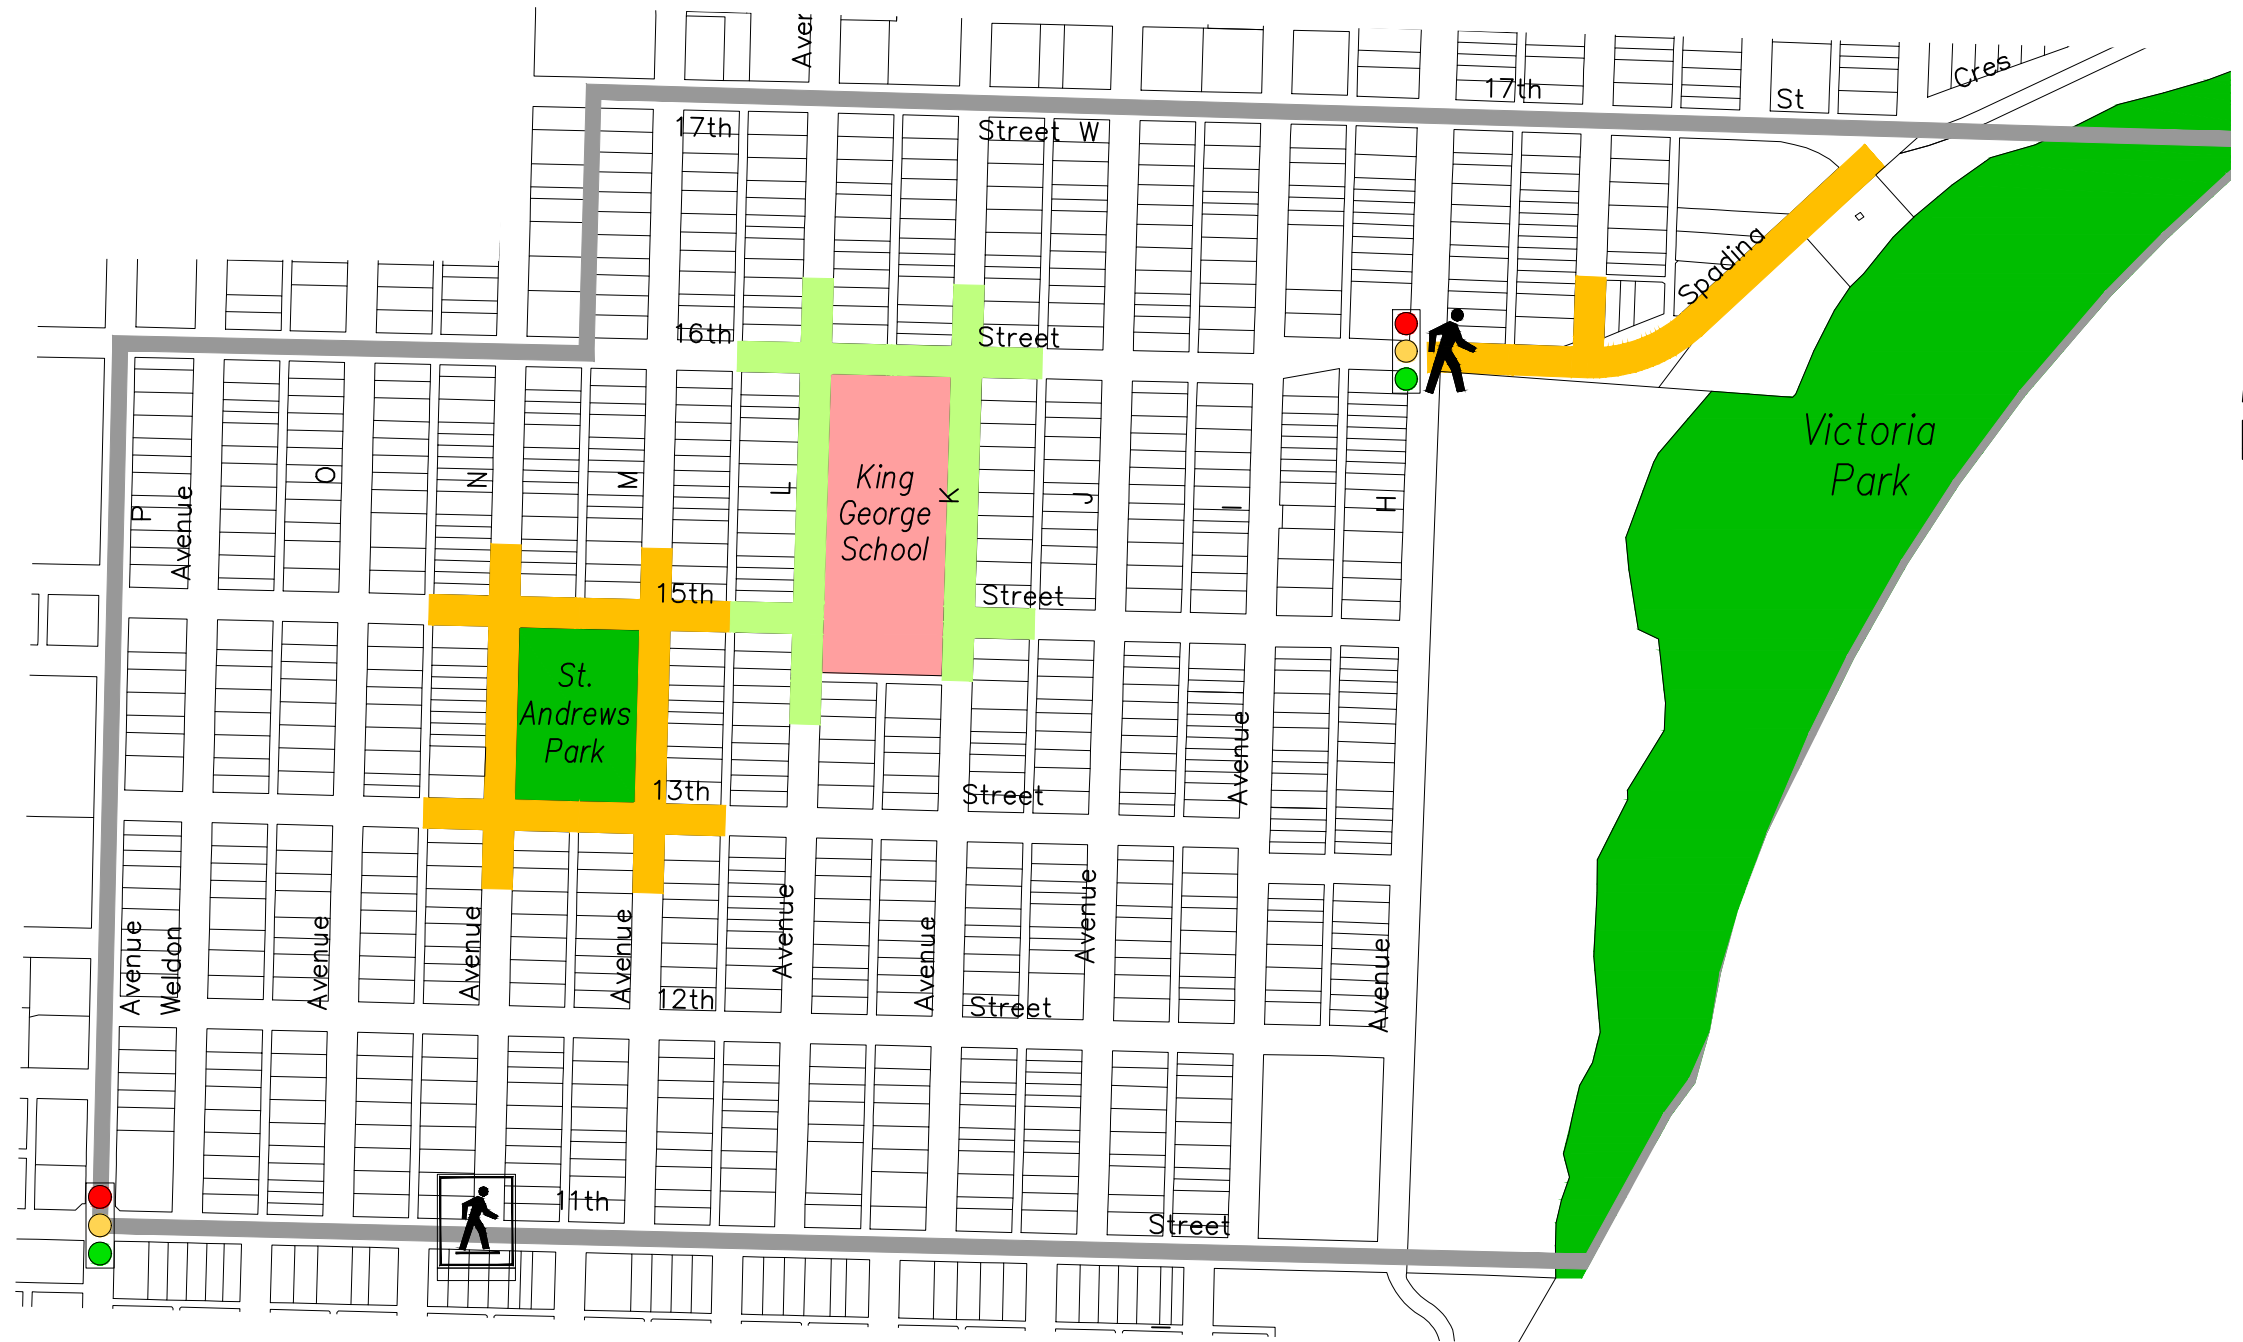 Aver
Cres
17th
St
17th
Street W
Spadina
16th
Street
Victoria
Park
P
Avenue
O
N
M
L
King
George
School
K
J
I
H
15th
Street
St.
Andrews
Park
13th
Street
Avenue
Avenue
Weldon
Avenue
Avenue
Avenue
Avenue
Avenue
Avenue
Avenue
12th
Street
11th
Street